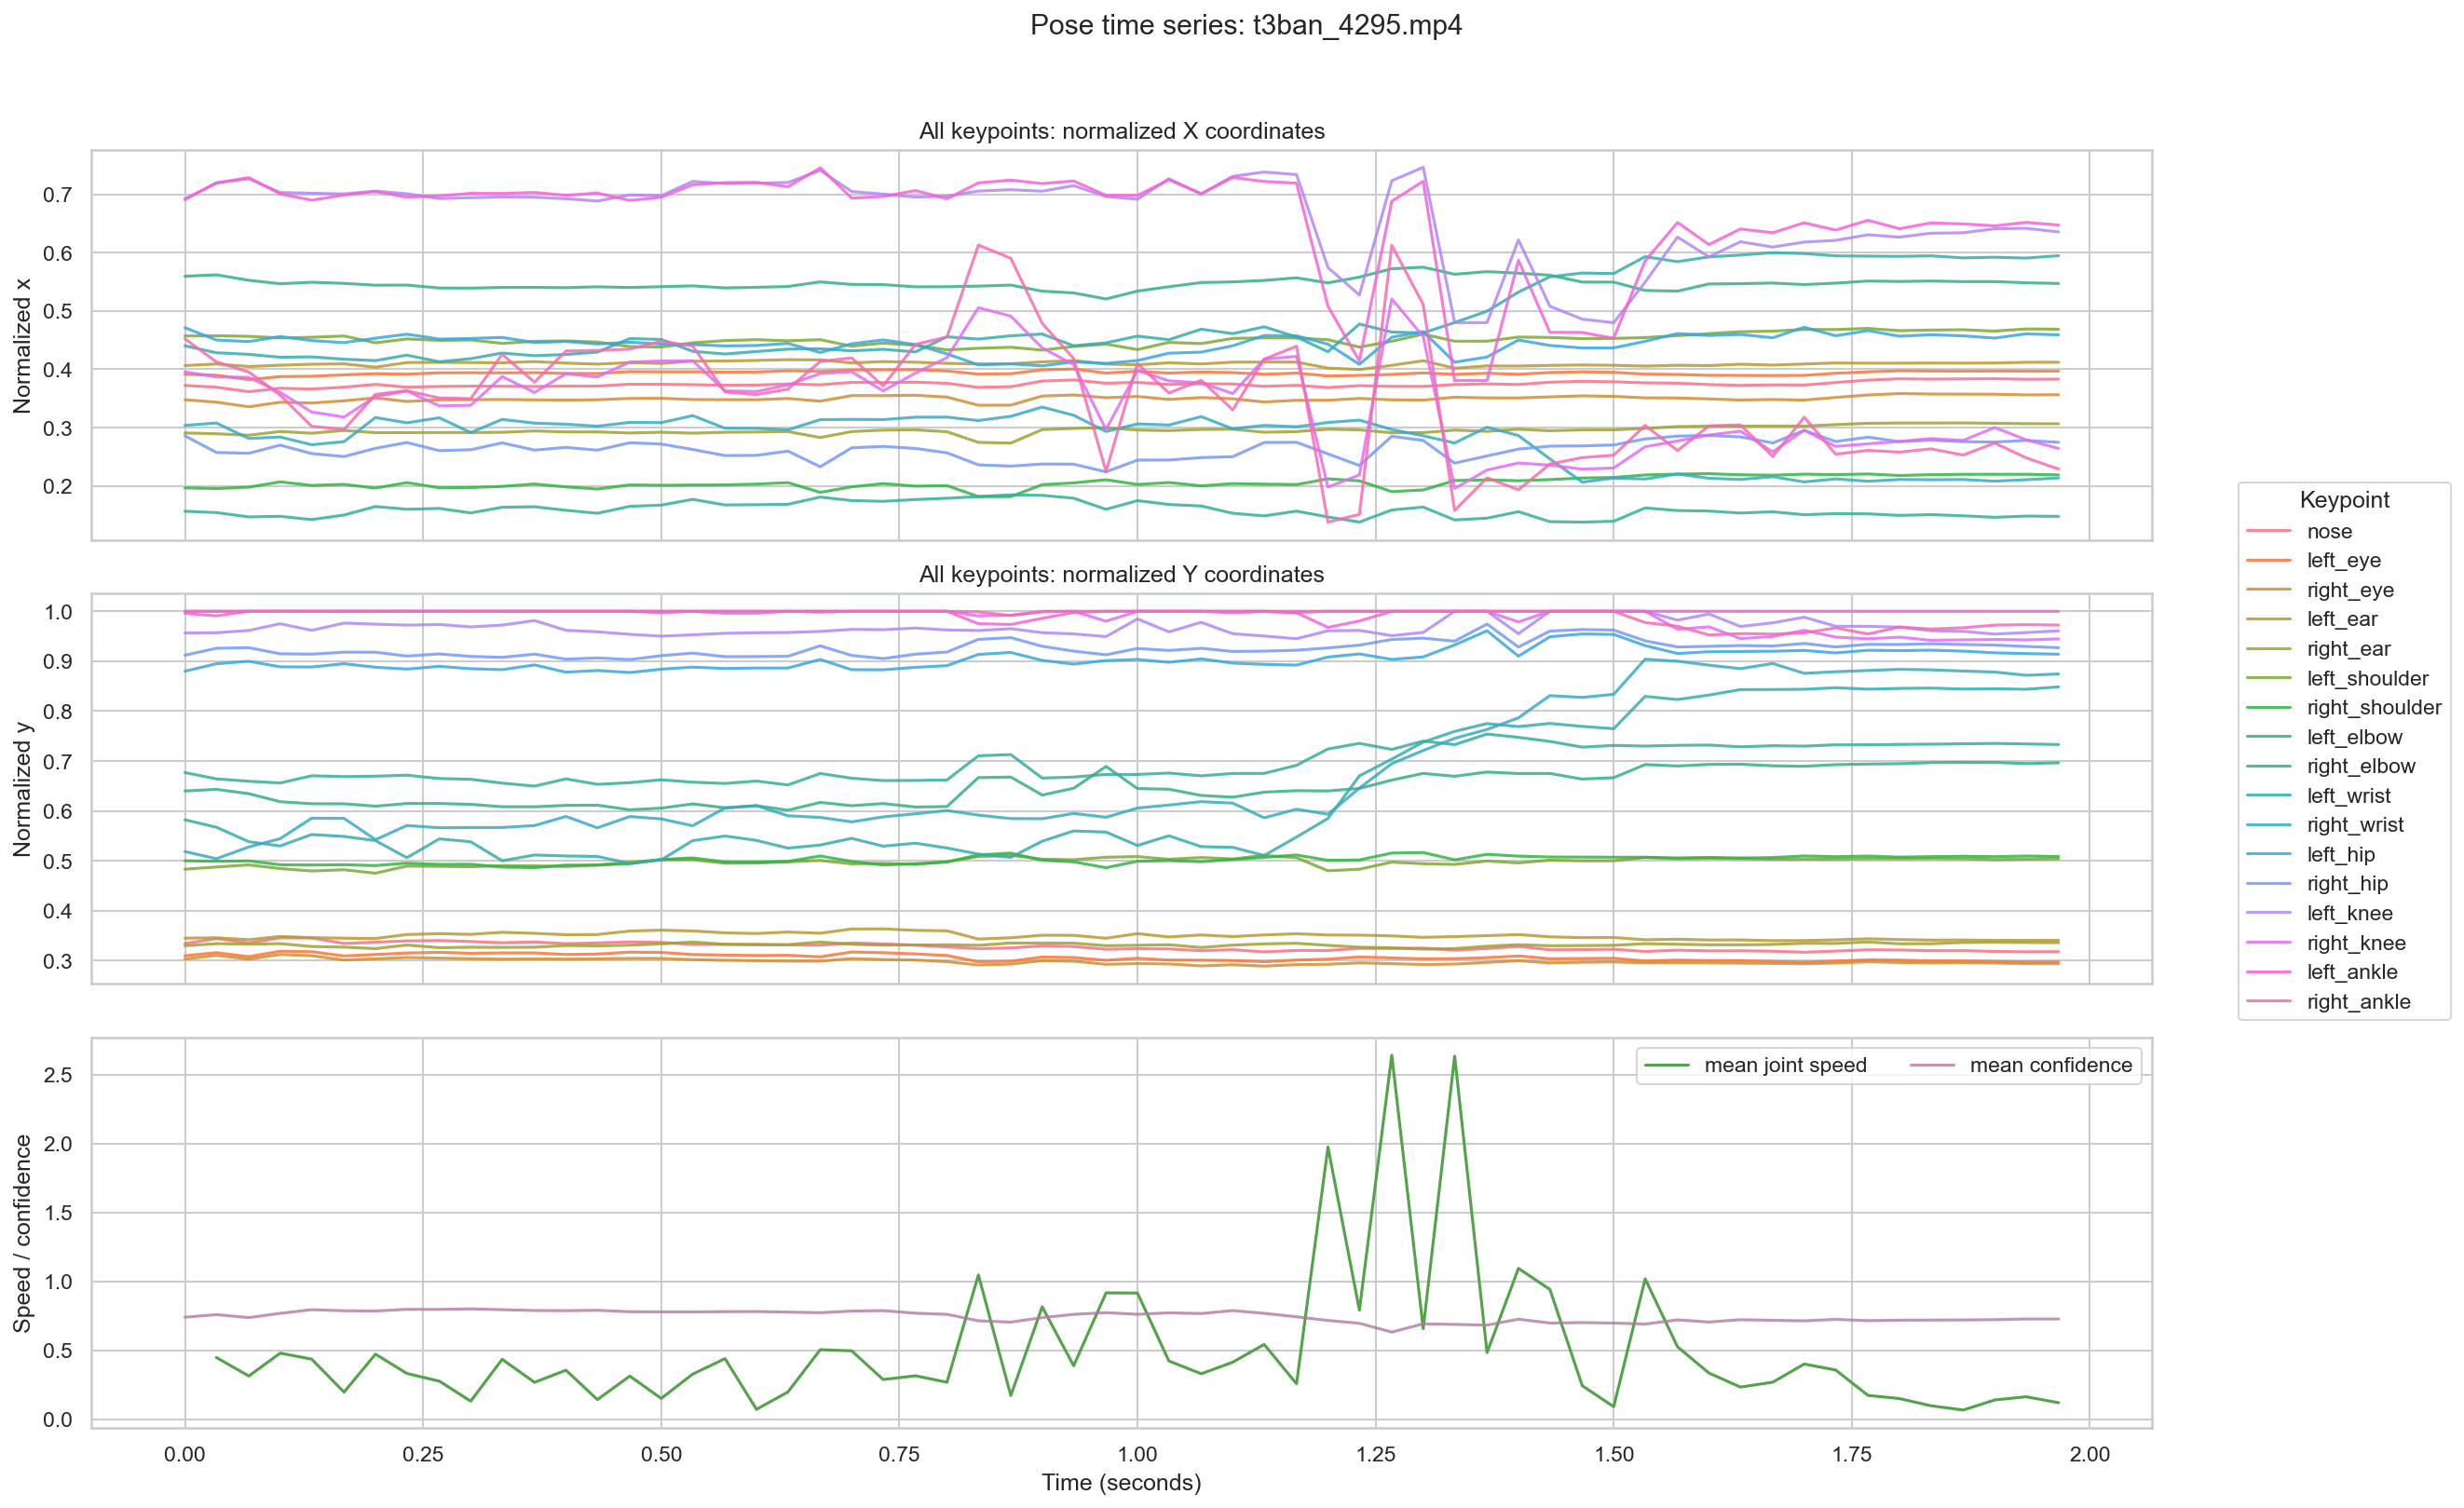 Pose time series: t3ban_4295.mp4
All keypoints: normalized X coordinates
Normalized x
0.7
0.6
0.5
0.4
0.3
0.2
All keypoints: normalized Y coordinates
Normalized y
1.0
0.9
0.8
0.7
0.6
0.5
0.4
0.3
Keypoint
nose
left_eye
right_eye
left_ear
right_ear
left_shoulder
right_shoulder
left_elbow
right_elbow
left_wrist
right_wrist
left_hip
right_hip
left_knee
right_knee
left_ankle
right_ankle
mean joint speed mean confidence
Speed / confidence
2.5
2.0
1.5
1.0
0.5
0.0
0.00 0.25 0.50 0.75 1.00 1.25 1.50 1.75 2.00
Time (seconds)